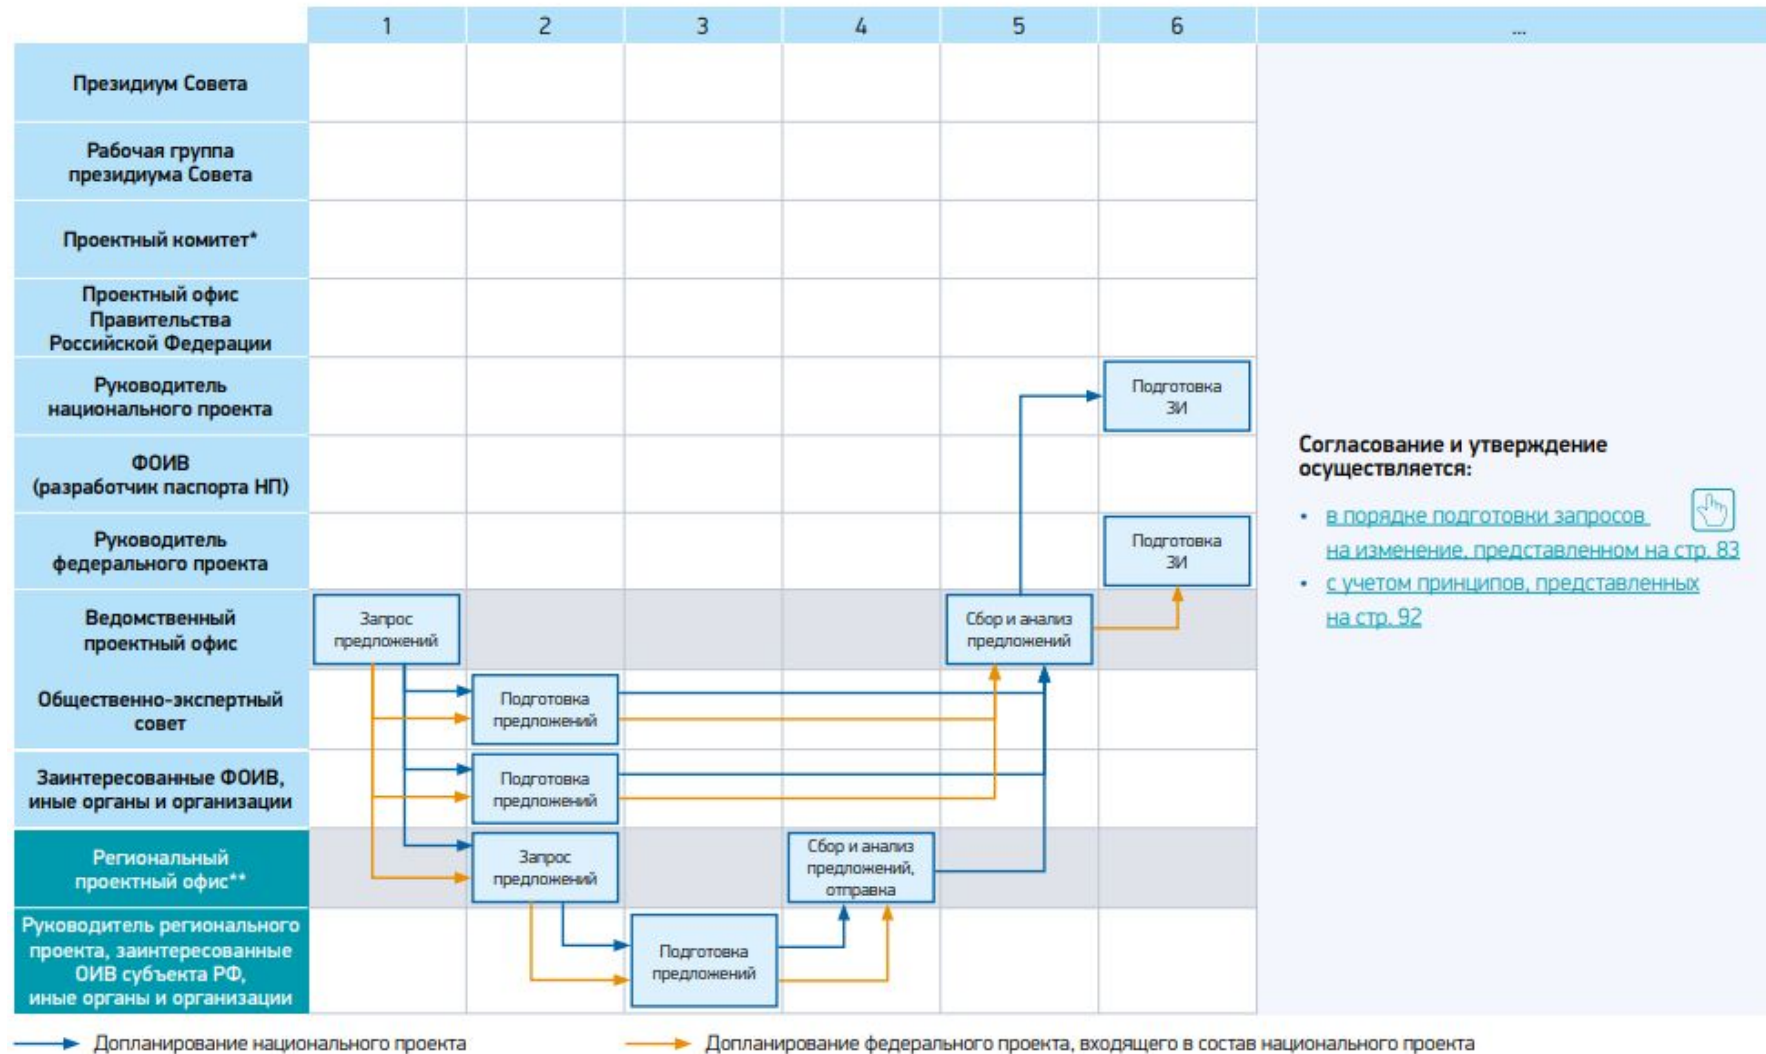 1 2 3 4 5 6 ...
Президиум Совета
Рабочая группа
президиума Совета
Проектный комитет*
Проектный офис
Правительства
Российской Федерации
Руководитель
национального проекта
Подготовка
ЗИ
ФОИВ
(разработчик паспорта НП)
Руководитель
федерального проекта
Подготовка
ЗИ
Ведомственный
проектный офис
Запрос
предложений
Сбор и анализ
предложений
Общественно-экспертный
совет
Подготовка
предложений
Заинтересованные ФОИВ,
иные органы и организации
Подготовка
предложений
Региональный
проектный офис**
Запрос
предложений
Сбор и анализ
предложений,
отправка
Руководитель регионального
проекта, заинтересованные
ОИВ субъекта РФ,
иные органы и организации
Подготовка
предложений
Согласование и утверждение
осуществляется:
• в порядке подготовки запросов
на изменение, представленном на стр. 83
• с учетом принципов, представленных
на стр. 92
Допланирование национального проекта
Допланирование федерального проекта, входящего в состав национального проекта